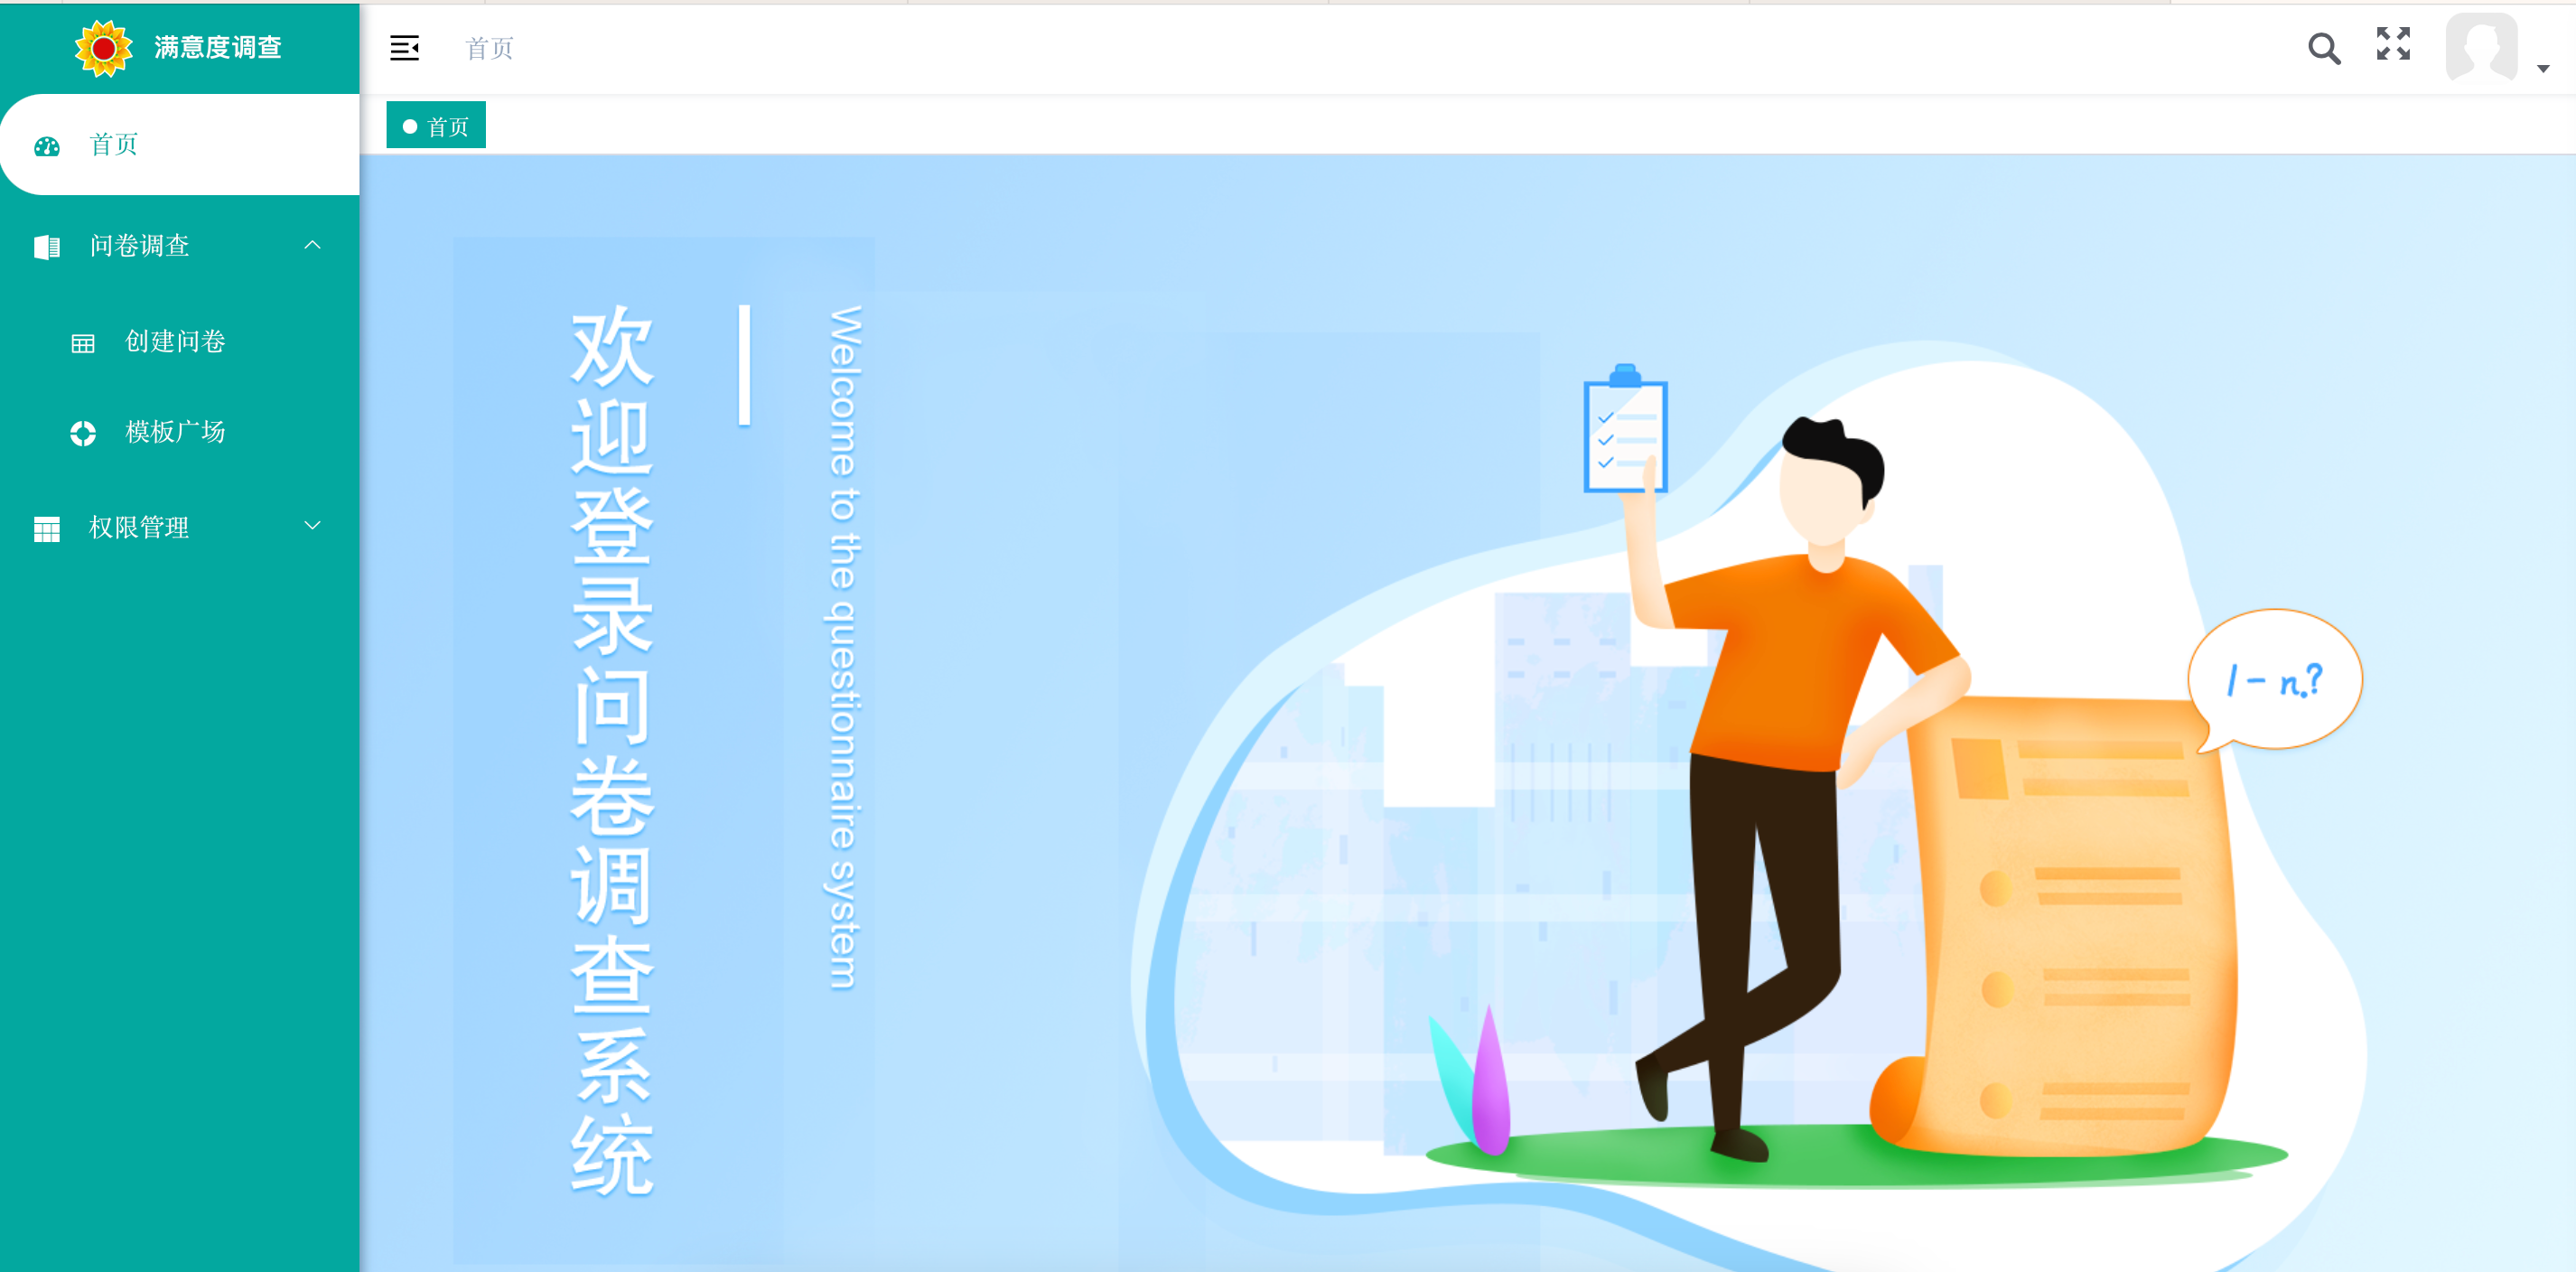 满意度调查
首页
首页
首页
问卷调查
创建问卷
模板广场
权限管理
欢迎登录问卷调查系统
Welcome to the questionnaire system
1-n.?